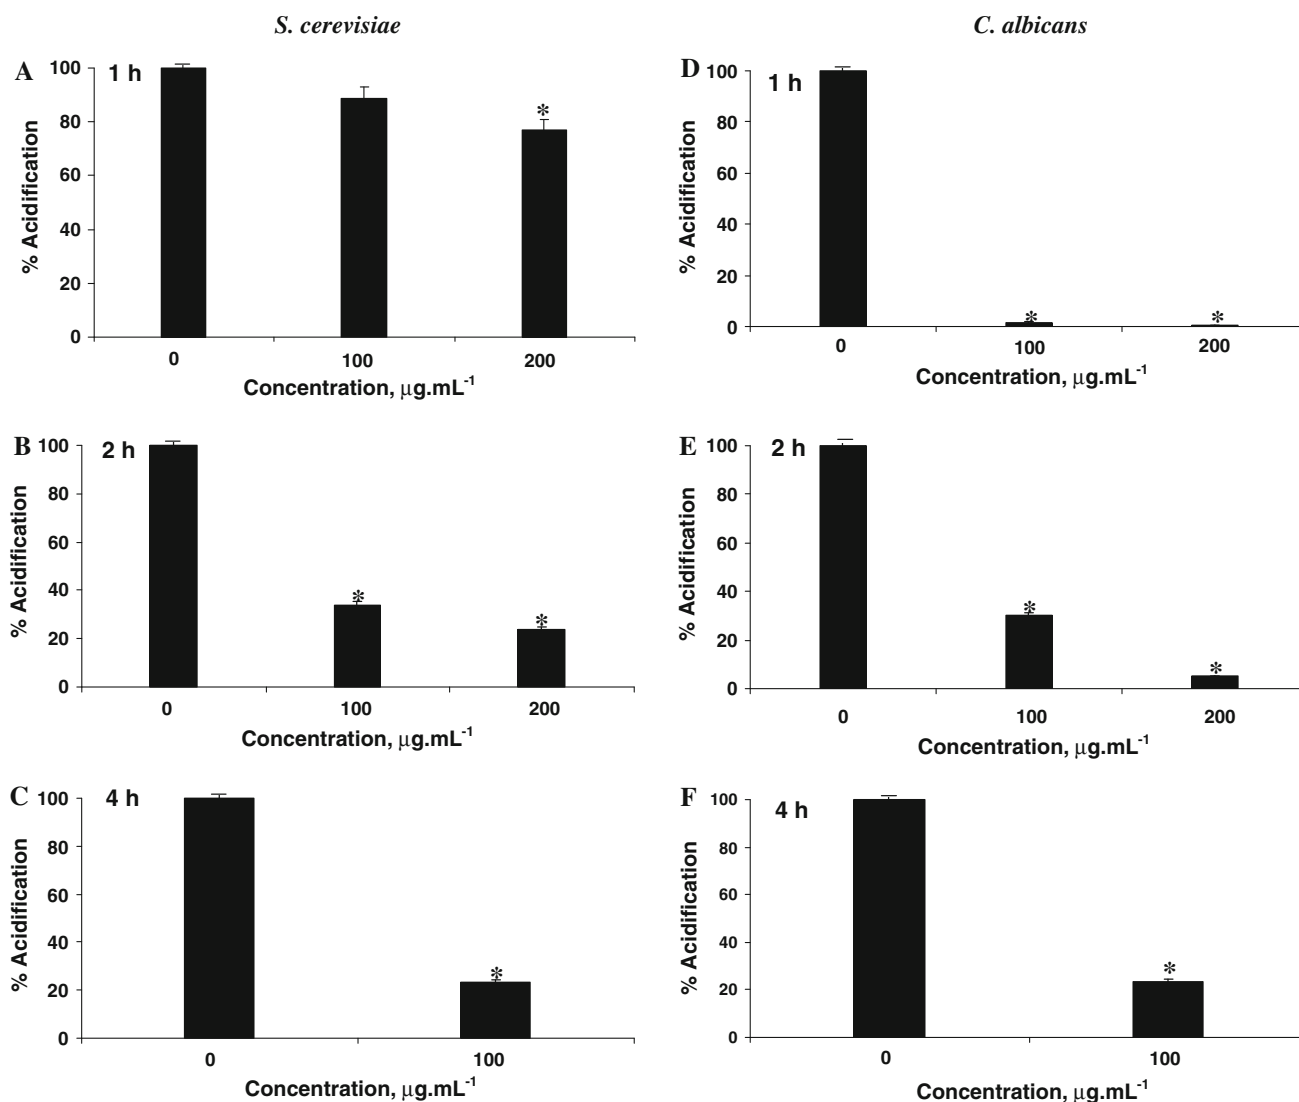 S. cerevisiae
C. albicans
A
1 h
% Acidification
100
80
60
40
20
0
*
0 100 200
Concentration, µg.mL⁻¹
D
1 h
% Acidification
100
80
60
40
20
0
* *
0 100 200
Concentration, µg.mL⁻¹
B
2 h
% Acidification
100
80
60
40
20
0
* *
0 100 200
Concentration, µg.mL⁻¹
E
2 h
% Acidification
100
80
60
40
20
0
* *
0 100 200
Concentration, µg.mL⁻¹
C
4 h
% Acidification
100
80
60
40
20
0
*
0 100
Concentration, µg.mL⁻¹
F
4 h
% Acidification
100
80
60
40
20
0
*
0 100
Concentration, µg.mL⁻¹